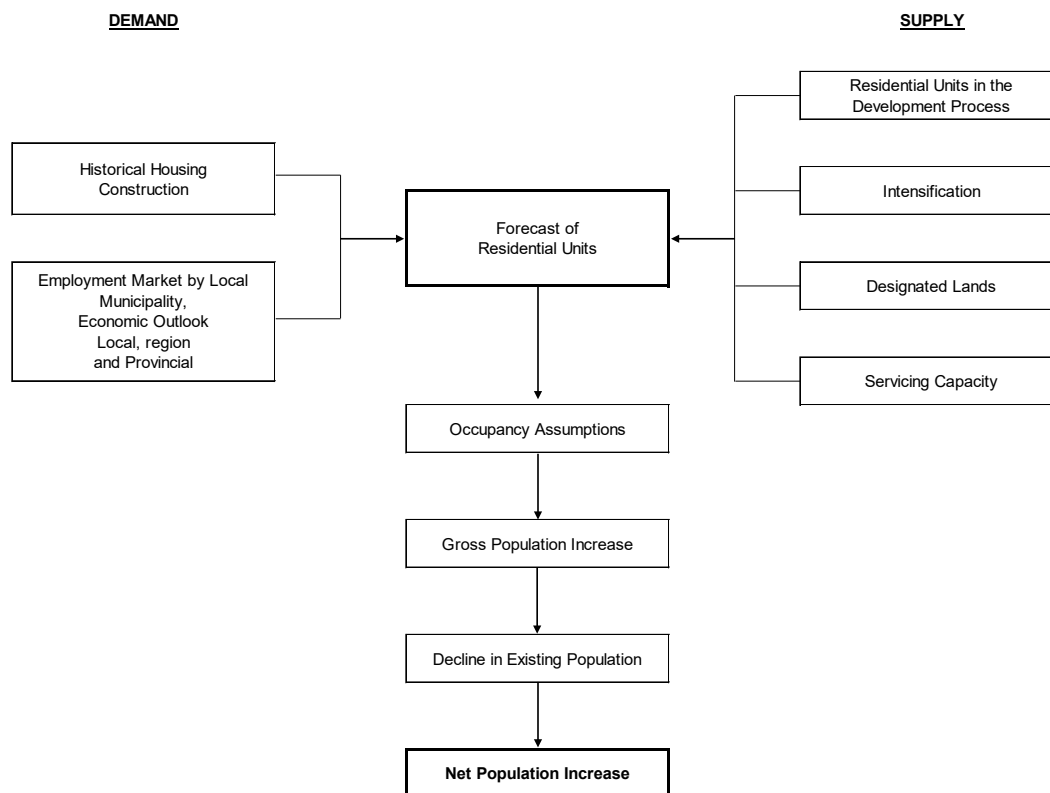 DEMAND
SUPPLY
Residential Units in the
Development Process
Historical Housing
Construction
Intensification
Forecast of
Residential Units
Employment Market by Local
Municipality,
Economic Outlook
Local, region
and Provincial
Designated Lands
Servicing Capacity
Occupancy Assumptions
Gross Population Increase
Decline in Existing Population
Net Population Increase